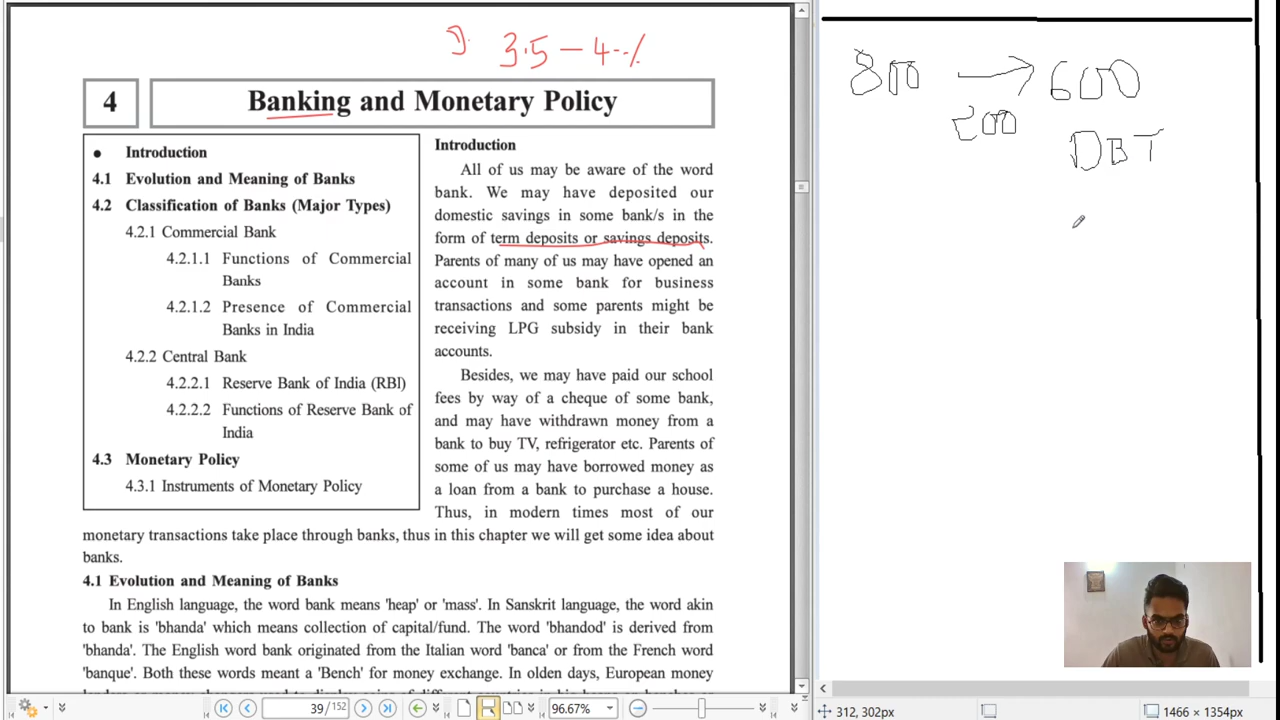 3.5 - 4 %
4
Banking and Monetary Policy
● Introduction
4.1 Evolution and Meaning of Banks
4.2 Classification of Banks (Major Types)
4.2.1 Commercial Bank
4.2.1.1 Functions of Commercial
Banks
4.2.1.2 Presence of Commercial
Banks in India
4.2.2 Central Bank
4.2.2.1 Reserve Bank of India (RBI)
4.2.2.2 Functions of Reserve Bank of
India
4.3 Monetary Policy
4.3.1 Instruments of Monetary Policy
Introduction
All of us may be aware of the word
bank. We may have deposited our
domestic savings in some bank/s in the
form of term deposits or savings deposits.
Parents of many of us may have opened an
account in some bank for business
transactions and some parents might be
receiving LPG subsidy in their bank
accounts.
Besides, we may have paid our school
fees by way of a cheque of some bank,
and may have withdrawn money from a
bank to buy TV, refrigerator etc. Parents of
some of us may have borrowed money as
a loan from a bank to purchase a house.
Thus, in modern times most of our
monetary transactions take place through banks, thus in this chapter we will get some idea about
banks.
4.1 Evolution and Meaning of Banks
In English language, the word bank means 'heap' or 'mass'. In Sanskrit language, the word akin
to bank is 'bhanda' which means collection of capital/fund. The word 'bhandod' is derived from
'bhanda'. The English word bank originated from the Italian word 'banca' or from the French word
'banque'. Both these words meant a 'Bench' for money exchange. In olden days, European money
800 → 600
200
DBT
39 / 152
96.67%
312, 302px
1466 × 1354px